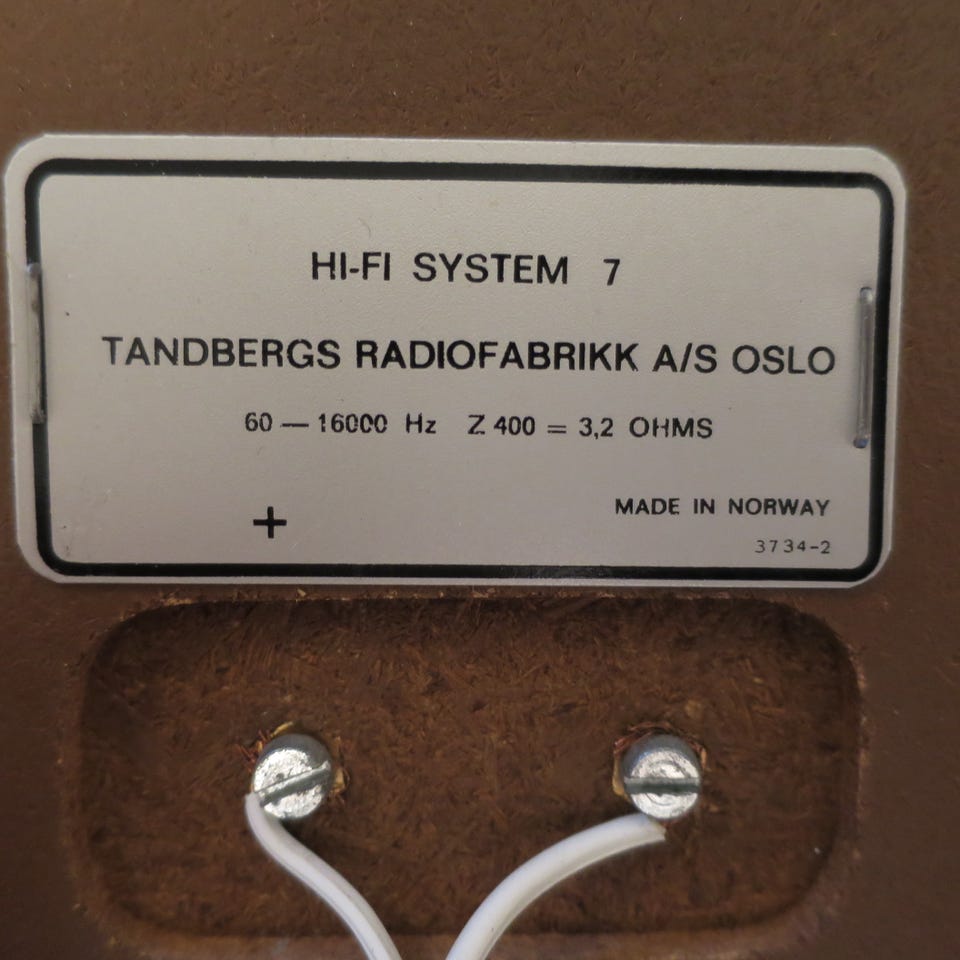 HI-FI SYSTEM 7
TANDBERGS RADIOFABRIKK A/S OSLO
60 — 16000 Hz Z 400 = 3,2 OHMS
+
MADE IN NORWAY
3734-2